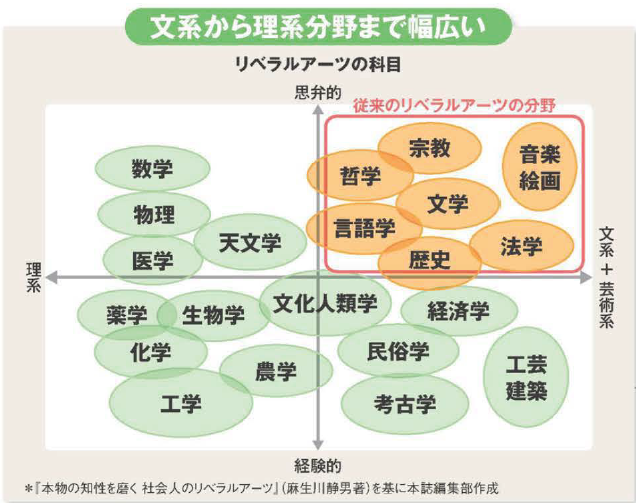 文系から理系分野まで幅広い
リベラルアーツの科目
思弁的
従来のリベラルアーツの分野
宗教
音楽
絵画
数学
哲学
物理
文学
言語学
天文学
法学
医学
歴史
理系
文系+芸術系
文化人類学
薬学
生物学
経済学
化学
民俗学
農学
工芸
建築
工学
考古学
経験的
*『本物の知性を磨く 社会人のリベラルアーツ』(麻生川静男著)を基に本誌編集部作成